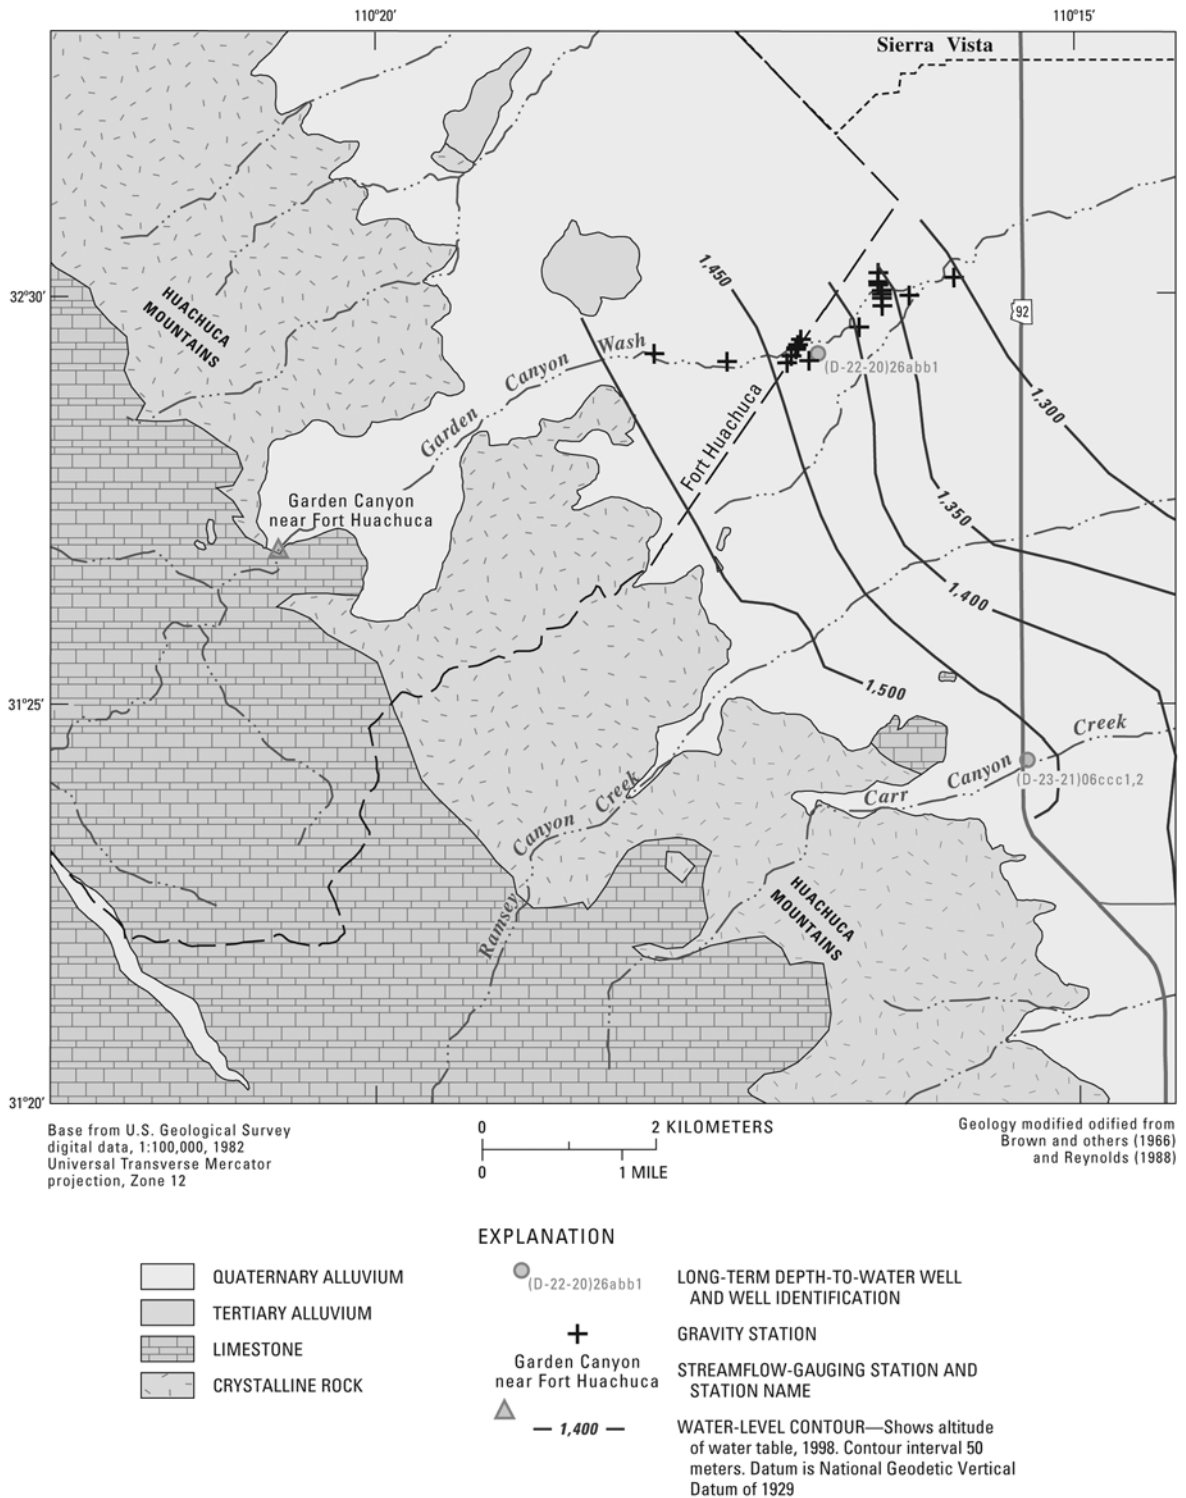 110°20′
110°15′
Sierra Vista
32°30′
HUACHUCA
MOUNTAINS
1,450
92
Garden Canyon Wash
(D-22-20)26abb1
Fort Huachuca
1,300
Garden Canyon
near Fort Huachuca
1,350
1,400
31°25′
1,500
Carr Canyon Creek
(D-23-21)06ccc1,2
Ramsey Canyon Creek
HUACHUCA
MOUNTAINS
31°20′
Base from U.S. Geological Survey
digital data, 1:100,000, 1982
Universal Transverse Mercator
projection, Zone 12
0 2 KILOMETERS
0 1 MILE
Geology modified odified from
Brown and others (1966)
and Reynolds (1988)
EXPLANATION
QUATERNARY ALLUVIUM
TERTIARY ALLUVIUM
LIMESTONE
CRYSTALLINE ROCK
(D-22-20)26abb1
LONG-TERM DEPTH-TO-WATER WELL
AND WELL IDENTIFICATION
GRAVITY STATION
Garden Canyon
near Fort Huachuca
STREAMFLOW-GAUGING STATION AND
STATION NAME
— 1,400 —
WATER-LEVEL CONTOUR—Shows altitude
of water table, 1998. Contour interval 50
meters. Datum is National Geodetic Vertical
Datum of 1929